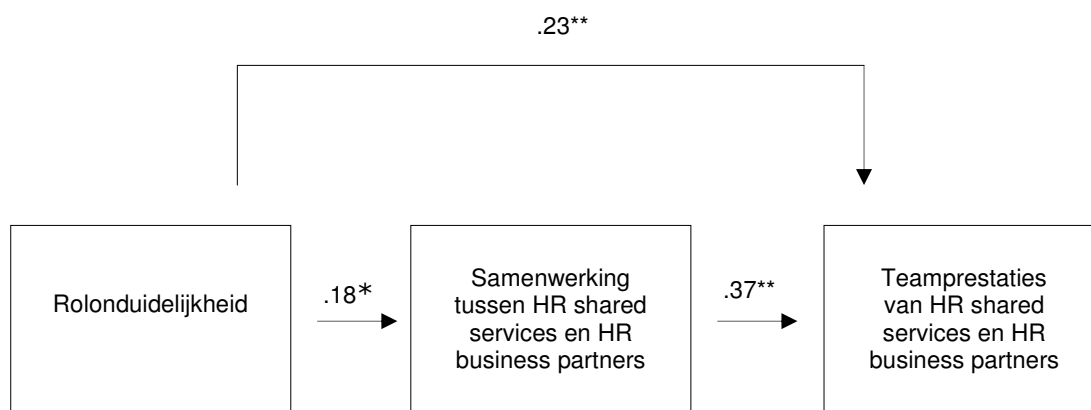 .23**
Rolonduidelijkheid
.18*
Samenwerking
tussen HR shared
services en HR
business partners
.37**
Teamprestaties
van HR shared
services en HR
business partners